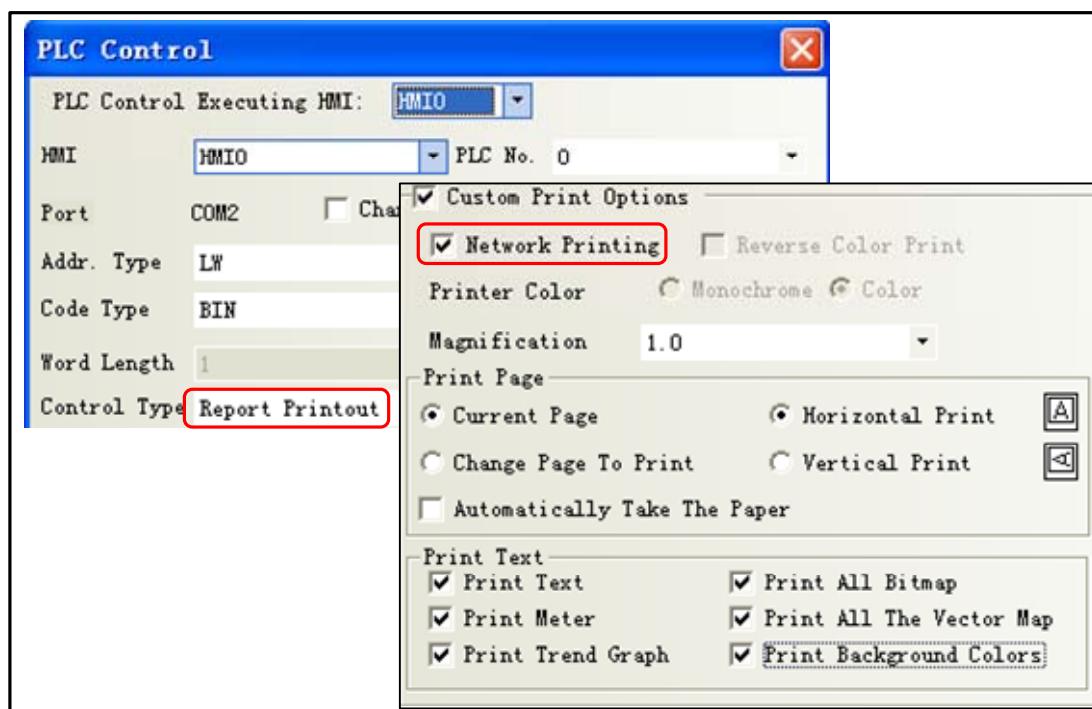 PLC Control
PLC Control Executing HMI: HMI0
HMI HMI0 PLC No. 0
Port COM2
Addr. Type LW
Code Type BIN
Word Length 1
Control Type Report Printout
Custom Print Options
Network Printing Reverse Color Print
Printer Color Monochrome Color
Magnification 1.0
Print Page
Current Page Horizontal Print A
Change Page To Print Vertical Print A
Automatically Take The Paper
Print Text
Print Text Print All Bitmap
Print Meter Print All The Vector Map
Print Trend Graph Print Background Colors